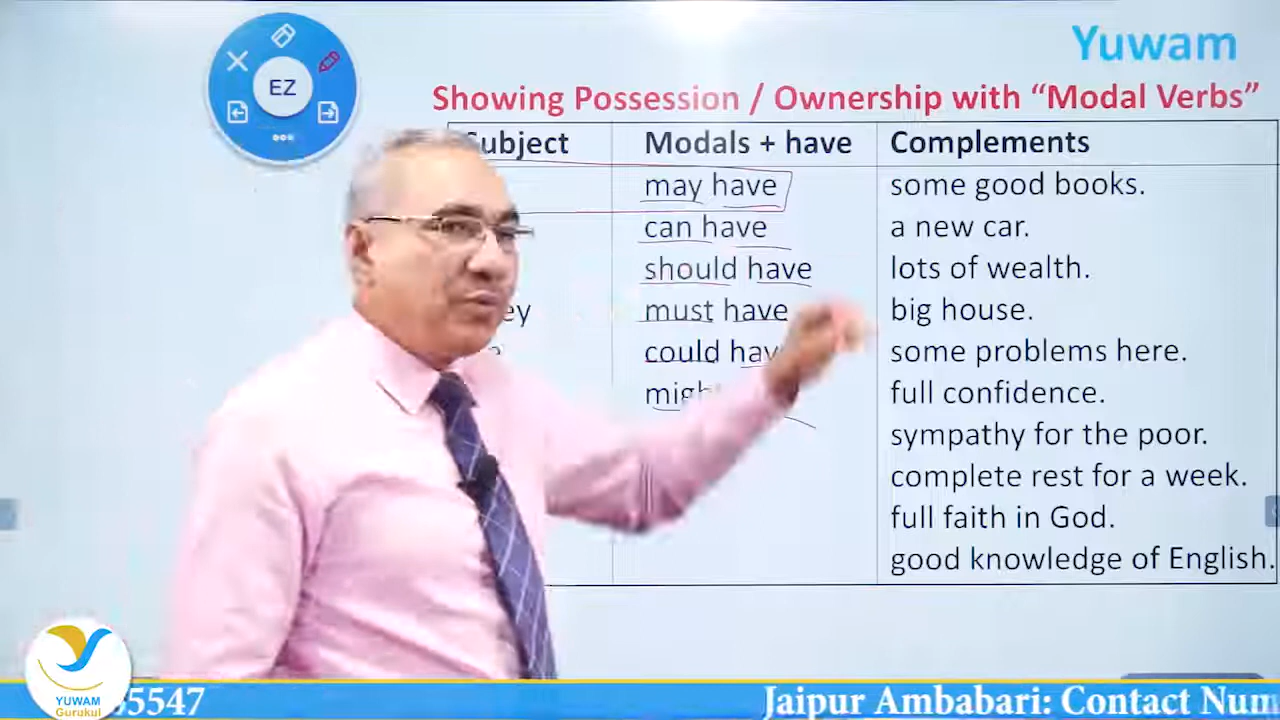 EZ
Yuwam
Showing Possession / Ownership with “Modal Verbs”
Subject Modals + have Complements
may have some good books.
can have a new car.
should have lots of wealth.
must have big house.
could have some problems here.
full confidence.
sympathy for the poor.
complete rest for a week.
full faith in God.
good knowledge of English.
YUWAM
Gurukul
5547 Jaipur Ambabari: Contact Num